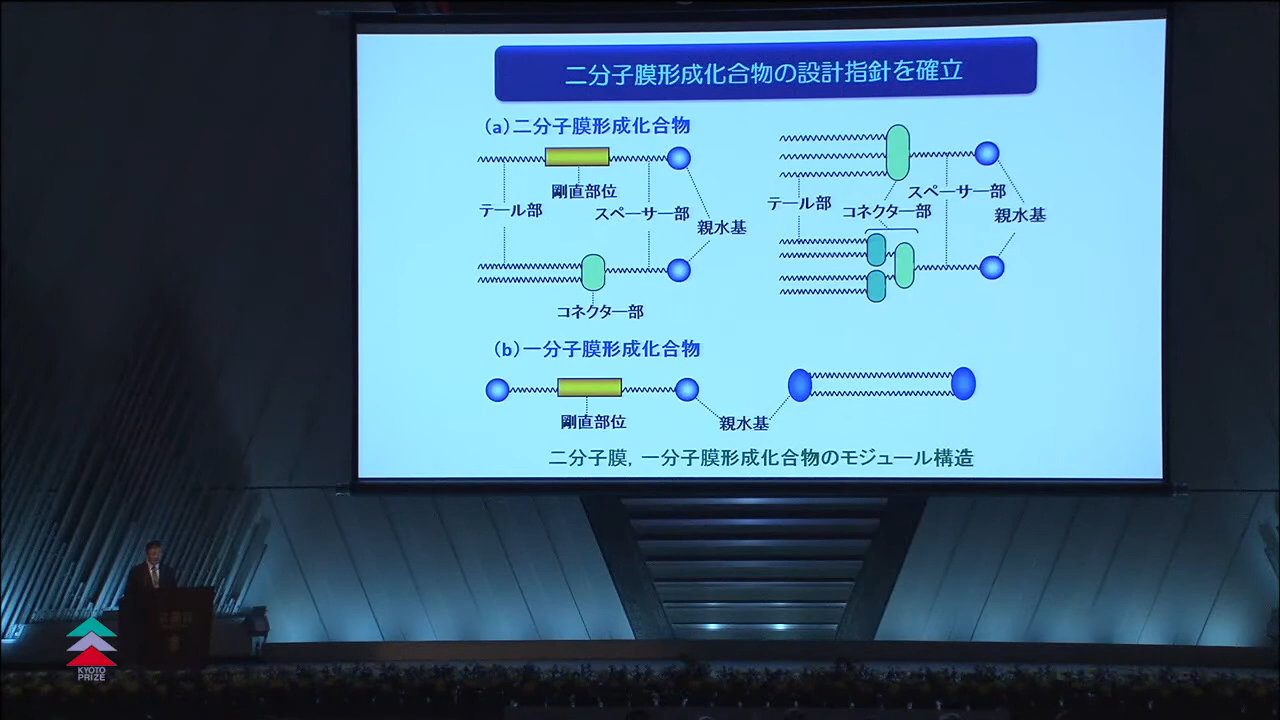 二分子膜形成化合物の設計指針を確立
(a)二分子膜形成化合物
剛直部位
テール部
スペーサー部
親水基
コネクター部
スペーサー部
テール部
コネクター部
親水基
(b)一分子膜形成化合物
剛直部位
親水基
二分子膜，一分子膜形成化合物のモジュール構造
KYOTO
PRIZE